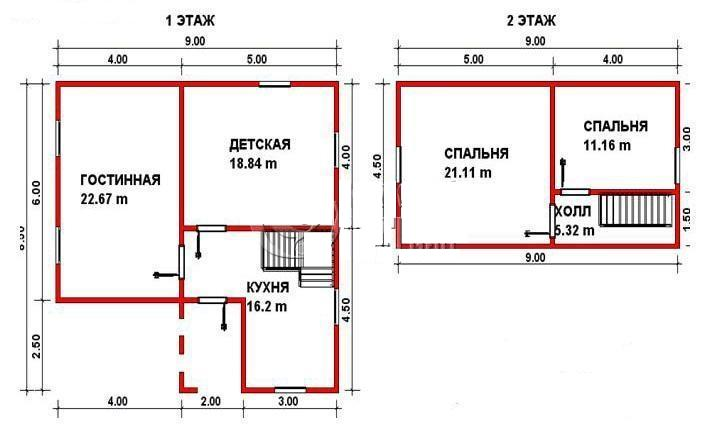 1 ЭТАЖ
9.00
4.00
5.00
ДЕТСКАЯ
18.84 m
ГОСТИННАЯ
22.67 m
6.00
4.00
КУХНЯ
16.2 m
4.50
2.50
4.00
2.00
3.00
2 ЭТАЖ
9.00
5.00
4.00
СПАЛЬНЯ
11.16 m
СПАЛЬНЯ
21.11 m
4.50
3.00
ХОЛЛ
5.32 m
1.50
9.00